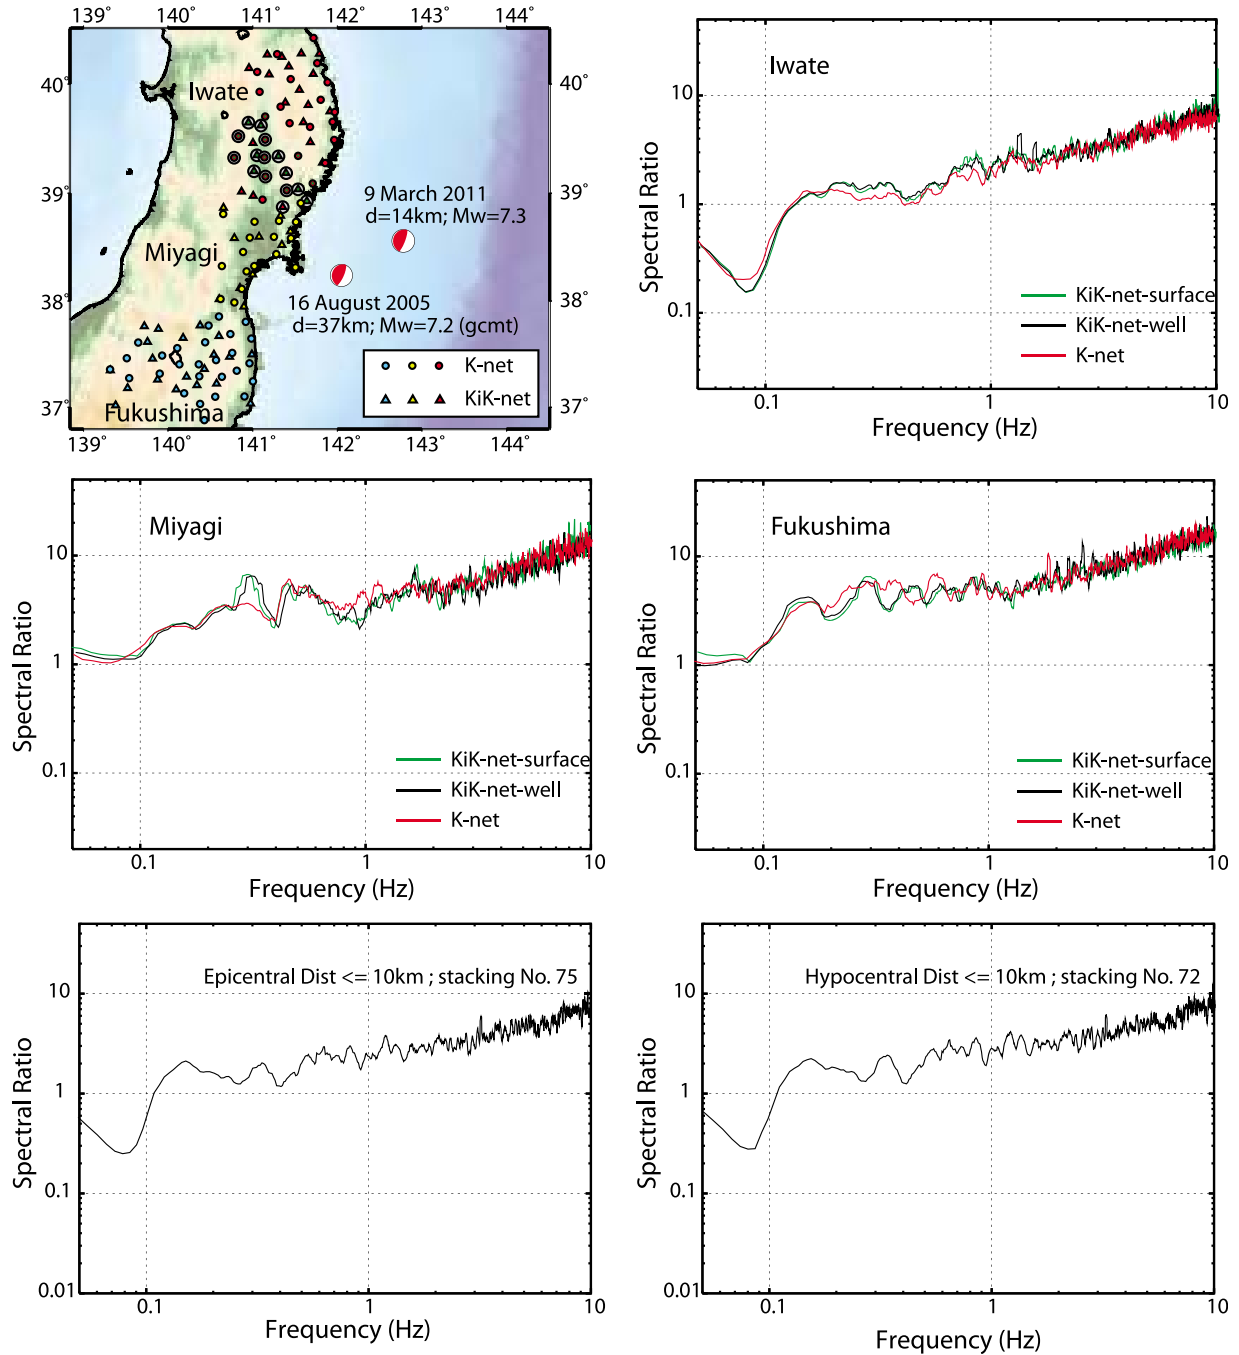 139° 140° 141° 142° 143° 144°
40° 40°
Iwate
39° 39°
9 March 2011
d=14km; Mw=7.3
Miyagi
38° 38°
16 August 2005
d=37km; Mw=7.2 (gcmt)
K-net
KiK-net
37° 37°
Fukushima
139° 140° 141° 142° 143° 144°
Iwate
10
1
0.1
Spectral Ratio
KiK-net-surface
KiK-net-well
K-net
0.1 1 10
Frequency (Hz)
Miyagi
10
1
0.1
Spectral Ratio
KiK-net-surface
KiK-net-well
K-net
0.1 1 10
Frequency (Hz)
Fukushima
10
1
0.1
Spectral Ratio
KiK-net-surface
KiK-net-well
K-net
0.1 1 10
Frequency (Hz)
Epicentral Dist <= 10km ; stacking No. 75
10
1
0.1
0.01
Spectral Ratio
0.1 1 10
Frequency (Hz)
Hypocentral Dist <= 10km ; stacking No. 72
10
1
0.1
0.01
Spectral Ratio
0.1 1 10
Frequency (Hz)